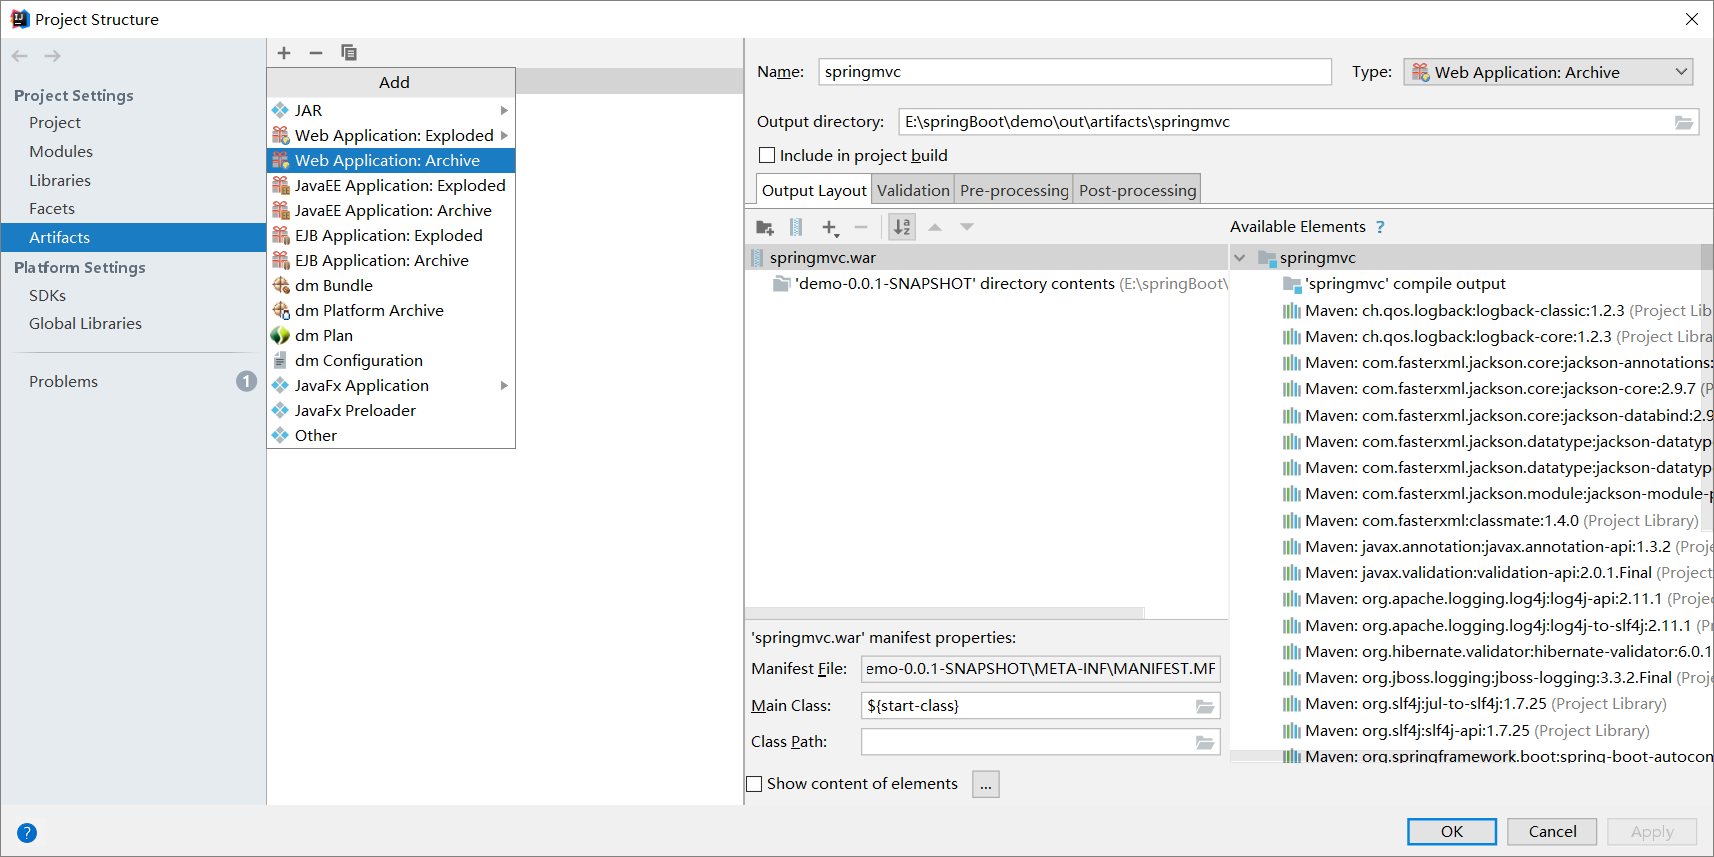 Project Structure
Project Settings
Project
Modules
Libraries
Facets
Artifacts
Platform Settings
SDKs
Global Libraries
Problems
1
Add
JAR
Web Application: Exploded
Web Application: Archive
JavaEE Application: Exploded
JavaEE Application: Archive
EJB Application: Exploded
EJB Application: Archive
dm Bundle
dm Platform Archive
dm Plan
dm Configuration
JavaFx Application
JavaFx Preloader
Other
Name: springmvc
Type: Web Application: Archive
Output directory: E:\springBoot\demo\out\artifacts\springmvc
Include in project build
Output Layout Validation Pre-processing Post-processing
springmvc.war
'demo-0.0.1-SNAPSHOT' directory contents (E:\springBoot\
'springmvc.war' manifest properties:
Manifest File: emo-0.0.1-SNAPSHOT\META-INF\MANIFEST.MF
Main Class: ${start-class}
Class Path:
Show content of elements ...
Available Elements ?
springmvc
'springmvc' compile output
Maven: ch.qos.logback:logback-classic:1.2.3 (Project Lib
Maven: ch.qos.logback:logback-core:1.2.3 (Project Libra
Maven: com.fasterxml.jackson.core:jackson-annotations:
Maven: com.fasterxml.jackson.core:jackson-core:2.9.7 (P
Maven: com.fasterxml.jackson.core:jackson-databind:2.9
Maven: com.fasterxml.jackson.datatype:jackson-datatyp
Maven: com.fasterxml.jackson.datatype:jackson-datatyp
Maven: com.fasterxml.jackson.module:jackson-module-p
Maven: com.fasterxml:classmate:1.4.0 (Project Library)
Maven: javax.annotation:javax.annotation-api:1.3.2 (Proje
Maven: javax.validation:validation-api:2.0.1.Final (Project
Maven: org.apache.logging.log4j:log4j-api:2.11.1 (Projec
Maven: org.apache.logging.log4j:log4j-to-slf4j:2.11.1 (Pr
Maven: org.hibernate.validator:hibernate-validator:6.0.1
Maven: org.jboss.logging:jboss-logging:3.3.2.Final (Proje
Maven: org.slf4j:jul-to-slf4j:1.7.25 (Project Library)
Maven: org.slf4j:slf4j-api:1.7.25 (Project Library)
Maven: org.springframework.boot:spring-boot-autocon
?
OK Cancel Apply